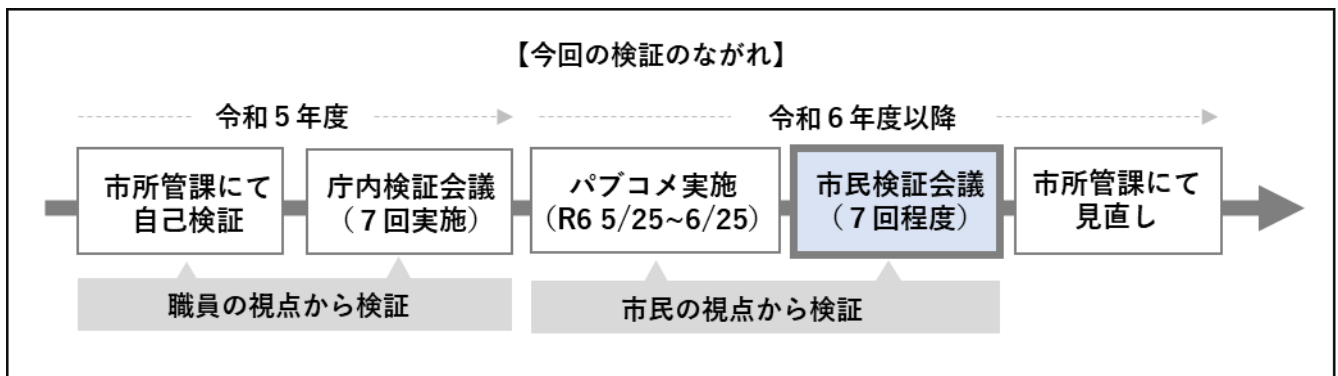 【今回の検証のながれ】
令和５年度
令和６年度以降
市所管課にて
自己検証
庁内検証会議
（７回実施）
パブコメ実施
（R6 5/25~6/25）
市民検証会議
（７回程度）
市所管課にて
見直し
職員の視点から検証
市民の視点から検証